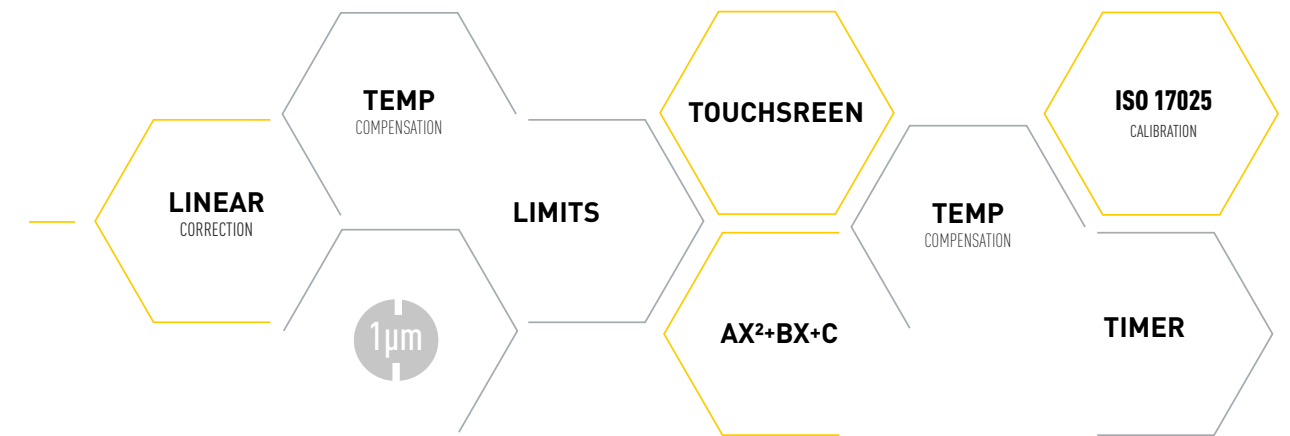 TEMP
COMPENSATION
LINEAR
CORRECTION
1µm
LIMITS
TOUCHSREEN
AX²+BX+C
TEMP
COMPENSATION
ISO 17025
CALIBRATION
TIMER